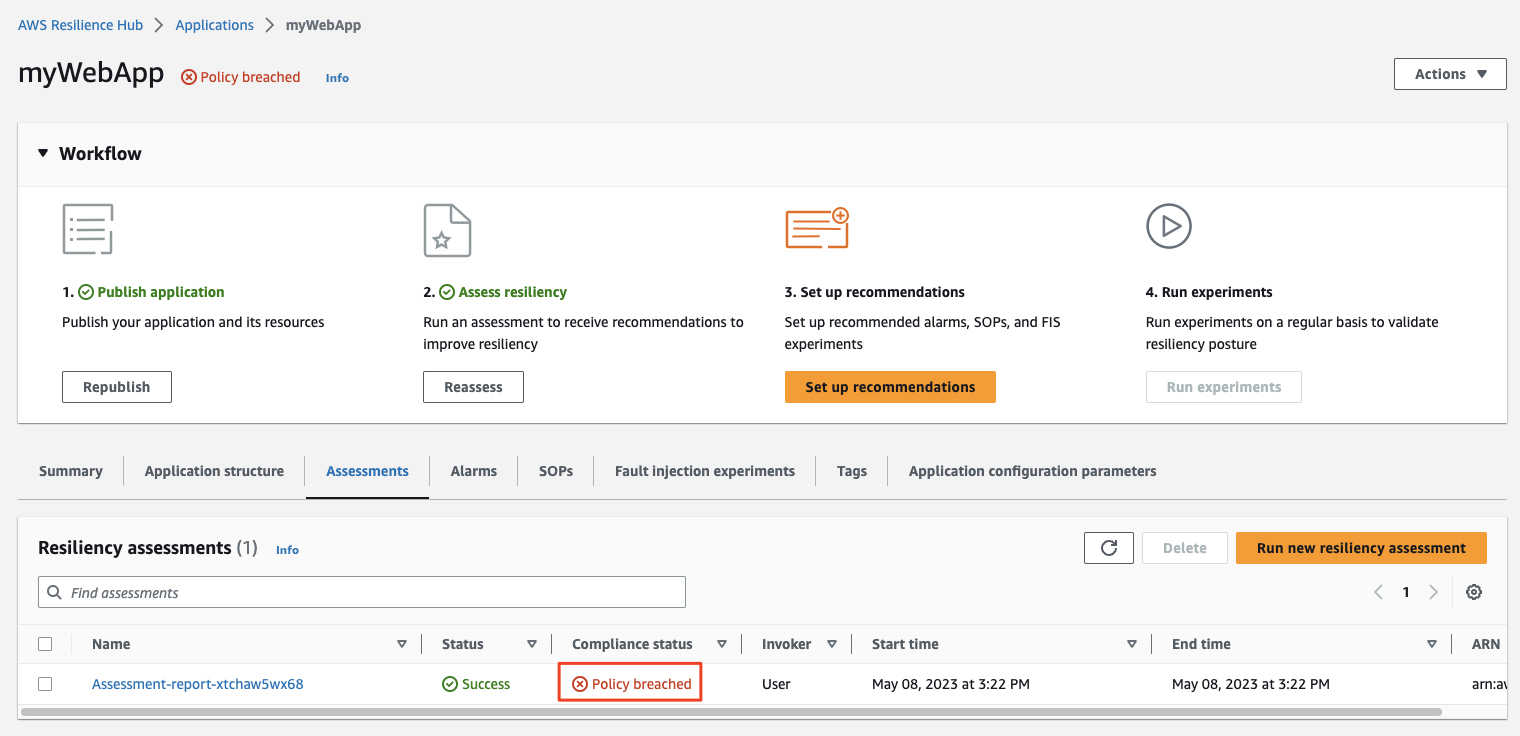 AWS Resilience Hub > Applications > myWebApp
myWebApp Policy breached Info
Actions
Workflow
1. Publish application
Publish your application and its resources
Republish
2. Assess resiliency
Run an assessment to receive recommendations to
improve resiliency
Reassess
3. Set up recommendations
Set up recommended alarms, SOPs, and FIS
experiments
Set up recommendations
4. Run experiments
Run experiments on a regular basis to validate
resiliency posture
Run experiments
Summary Application structure Assessments Alarms SOPs Fault injection experiments Tags Application configuration parameters
Resiliency assessments (1) Info
Delete Run new resiliency assessment
Find assessments
1
Name Status Compliance status Invoker Start time End time ARN
Assessment-report-xtchaw5wx68 Success Policy breached User May 08, 2023 at 3:22 PM May 08, 2023 at 3:22 PM arn:av